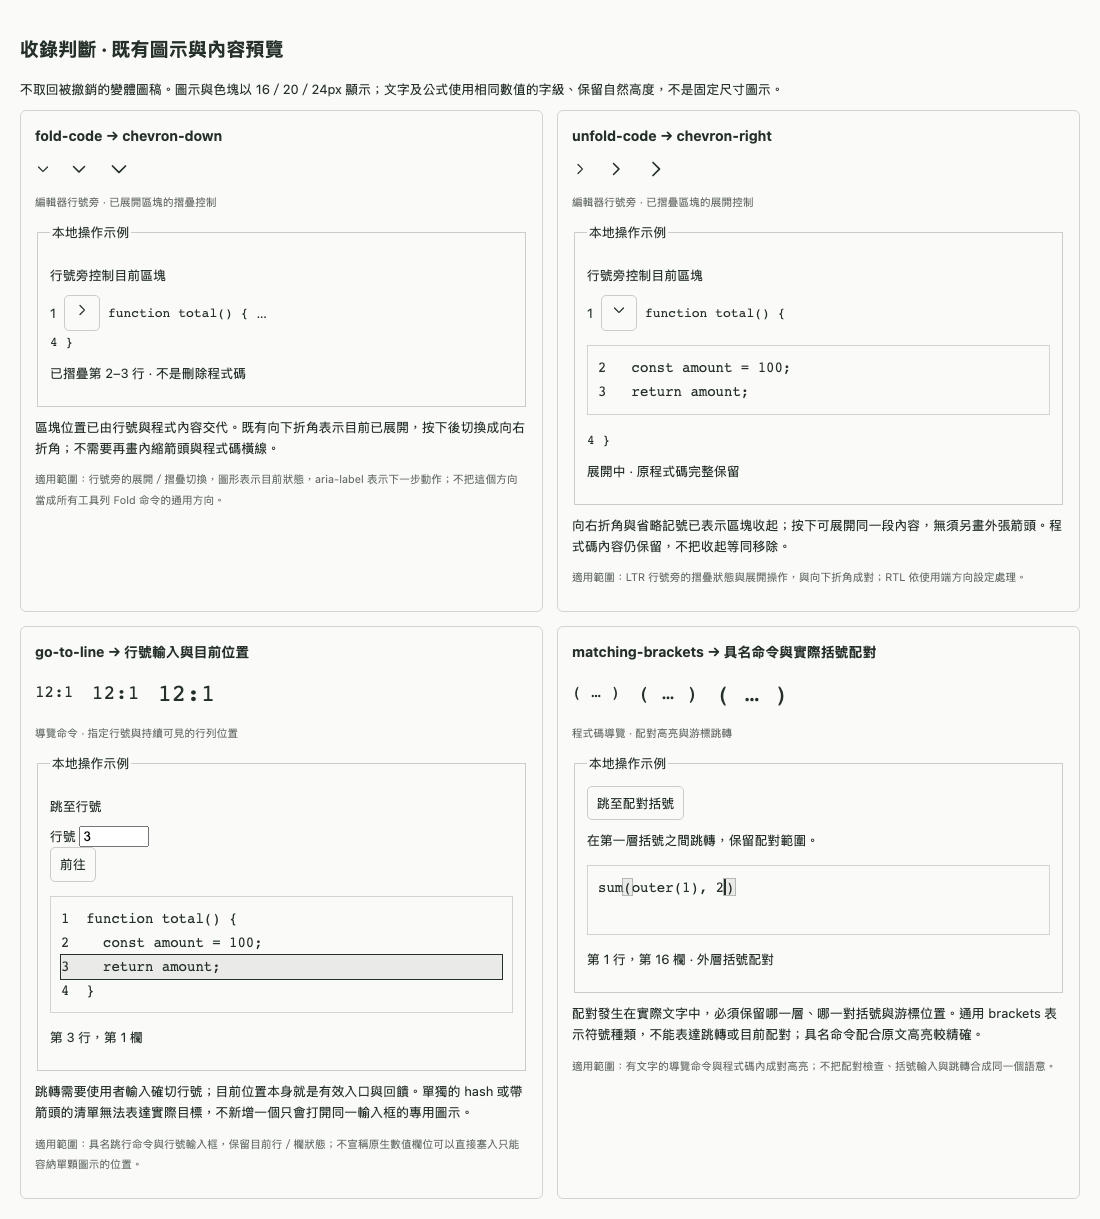 收錄判斷 · 既有圖示與內容預覽
不取回被撤銷的變體圖稿。圖示與色塊以 16 / 20 / 24px 顯示；文字及公式使用相同數值的字級、保留自然高度，不是固定尺寸圖示。
fold-code → chevron-down
編輯器行號旁 · 已展開區塊的摺疊控制
本地操作示例
行號旁控制目前區塊
1 function total() { …
4 }
已摺疊第 2–3 行 · 不是刪除程式碼
區塊位置已由行號與程式內容交代。既有向下折角表示目前已展開，按下後切換成向右
折角；不需要再畫內縮箭頭與程式碼橫線。
適用範圍：行號旁的展開 / 摺疊切換，圖形表示目前狀態，aria-label 表示下一步動作；不把這個方向
當成所有工具列 Fold 命令的通用方向。
unfold-code → chevron-right
編輯器行號旁 · 已摺疊區塊的展開控制
本地操作示例
行號旁控制目前區塊
1 function total() {
2 const amount = 100;
3 return amount;
4 }
展開中 · 原程式碼完整保留
向右折角與省略記號已表示區塊收起；按下可展開同一段內容，無須另畫外張箭頭。程
式碼內容仍保留，不把收起等同移除。
適用範圍：LTR 行號旁的摺疊狀態與展開操作，與向下折角成對；RTL 依使用端方向設定處理。
go-to-line → 行號輸入與目前位置
12:1 12:1 12:1
導覽命令 · 指定行號與持續可見的行列位置
本地操作示例
跳至行號
行號 3
前往
1 function total() {
2 const amount = 100;
3 return amount;
4 }
第 3 行，第 1 欄
跳轉需要使用者輸入確切行號；目前位置本身就是有效入口與回饋。單獨的 hash 或帶
箭頭的清單無法表達實際目標，不新增一個只會打開同一輸入框的專用圖示。
適用範圍：具名跳行命令與行號輸入框，保留目前行 / 欄狀態；不宣稱原生數值欄位可以直接塞入只能
容納單顆圖示的位置。
matching-brackets → 具名命令與實際括號配對
( … ) ( … ) ( … )
程式碼導覽 · 配對高亮與游標跳轉
本地操作示例
跳至配對括號
在第一層括號之間跳轉，保留配對範圍。
sum(outer(1), 2)
第 1 行，第 16 欄 · 外層括號配對
配對發生在實際文字中，必須保留哪一層、哪一對括號與游標位置。通用 brackets 表
示符號種類，不能表達跳轉或目前配對；具名命令配合原文高亮較精確。
適用範圍：有文字的導覽命令與程式碼內成對高亮；不把配對檢查、括號輸入與跳轉合成同一個語意。